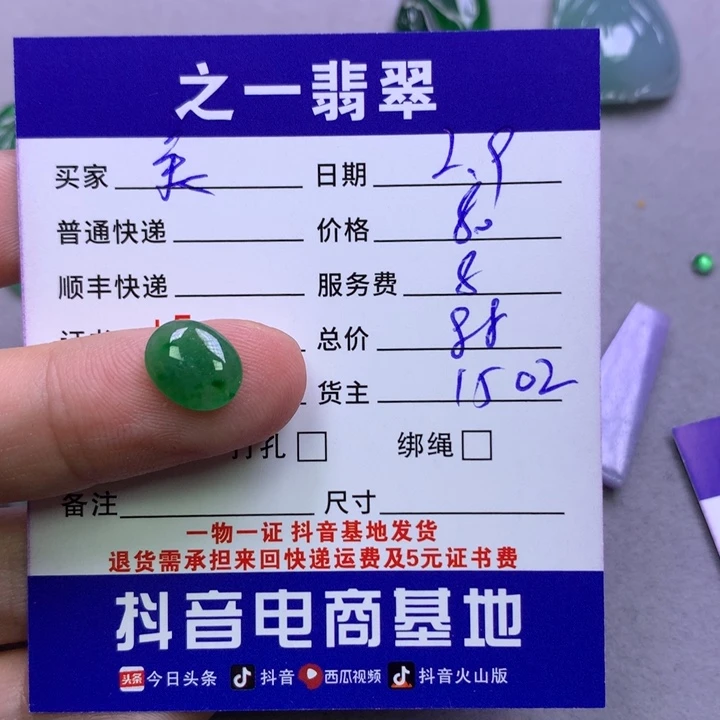 之一翡翠
买家 美 日期 2.9
普通快递 价格 80
顺丰快递 服务费 8
总价 88
货主 1502
打孔 绑绳
备注 尺寸
一物一证 抖音基地发货
退货需承担来回快递运费及5元证书费
抖音电商基地
头条 今日头条 抖音 西瓜视频 抖音火山版